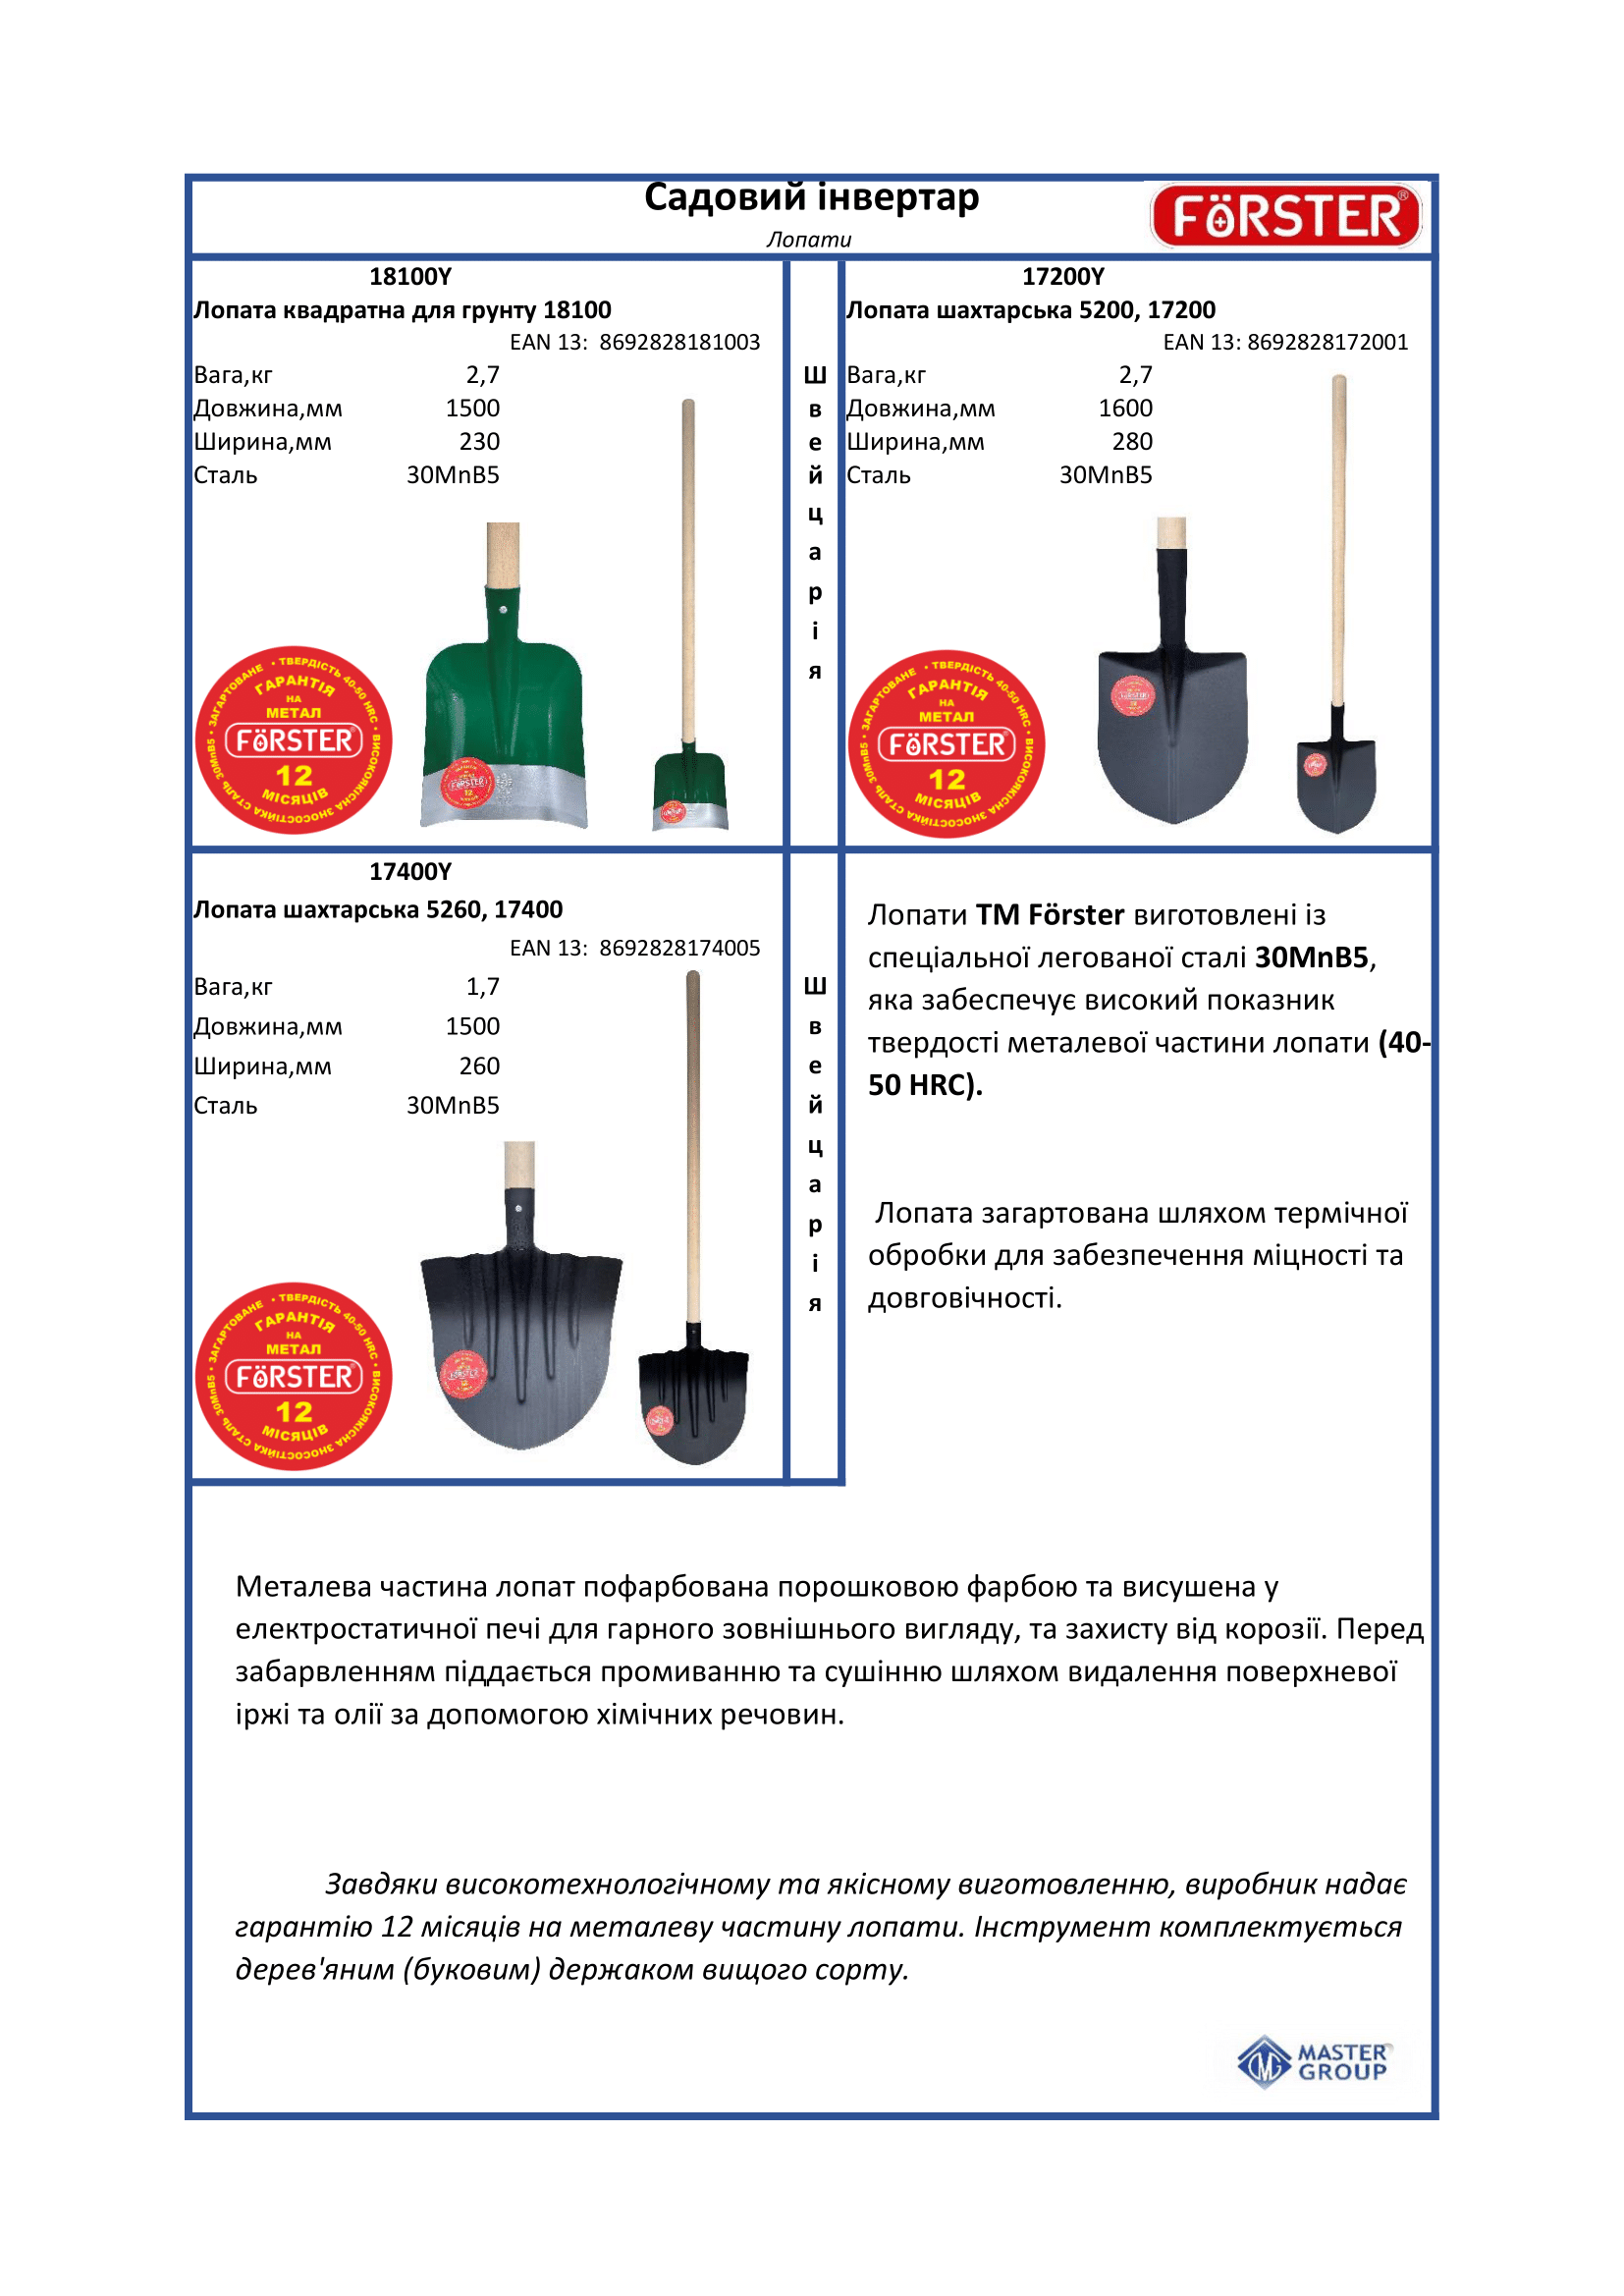 Садовий інвертар
Лопати
FÖRSTER®
18100Y
Лопата квадратна для грунту 18100
EAN 13: 8692828181003
Вага,кг 2,7
Довжина,мм 1500
Ширина,мм 230
Сталь 30MnB5
• ТВЕРДІСТЬ 40-50 HRC • ВИСОКОЯКІСНА ЗНОСОСТІЙКА СТАЛЬ 30MnB5 • ЗАГАРТОВАНЕ
ГАРАНТІЯ
НА
МЕТАЛ
FÖRSTER
12
МІСЯЦІВ
Швейцарія
17200Y
Лопата шахтарська 5200, 17200
EAN 13: 8692828172001
Вага,кг 2,7
Довжина,мм 1600
Ширина,мм 280
Сталь 30MnB5
• ТВЕРДІСТЬ 40-50 HRC • ВИСОКОЯКІСНА ЗНОСОСТІЙКА СТАЛЬ 30MnB5 • ЗАГАРТОВАНЕ
ГАРАНТІЯ
НА
МЕТАЛ
FÖRSTER
12
МІСЯЦІВ
17400Y
Лопата шахтарська 5260, 17400
EAN 13: 8692828174005
Вага,кг 1,7
Довжина,мм 1500
Ширина,мм 260
Сталь 30MnB5
• ТВЕРДІСТЬ 40-50 HRC • ВИСОКОЯКІСНА ЗНОСОСТІЙКА СТАЛЬ 30MnB5 • ЗАГАРТОВАНЕ
ГАРАНТІЯ
НА
МЕТАЛ
FÖRSTER
12
МІСЯЦІВ
Швейцарія
Лопати ТМ Förster виготовлені із
спеціальної легованої сталі 30MnB5,
яка забеспечує високий показник
твердості металевої частини лопати (40-
50 HRC).
Лопата загартована шляхом термічної
обробки для забезпечення міцності та
довговічності.
Металева частина лопат пофарбована порошковою фарбою та висушена у
електростатичної печі для гарного зовнішнього вигляду, та захисту від корозії. Перед
забарвленням піддається промиванню та сушінню шляхом видалення поверхневої
іржі та олії за допомогою хімічних речовин.
Завдяки високотехнологічному та якісному виготовленню, виробник надає
гарантію 12 місяців на металеву частину лопати. Інструмент комплектується
дерев'яним (буковим) держаком вищого сорту.
MASTER
GROUP